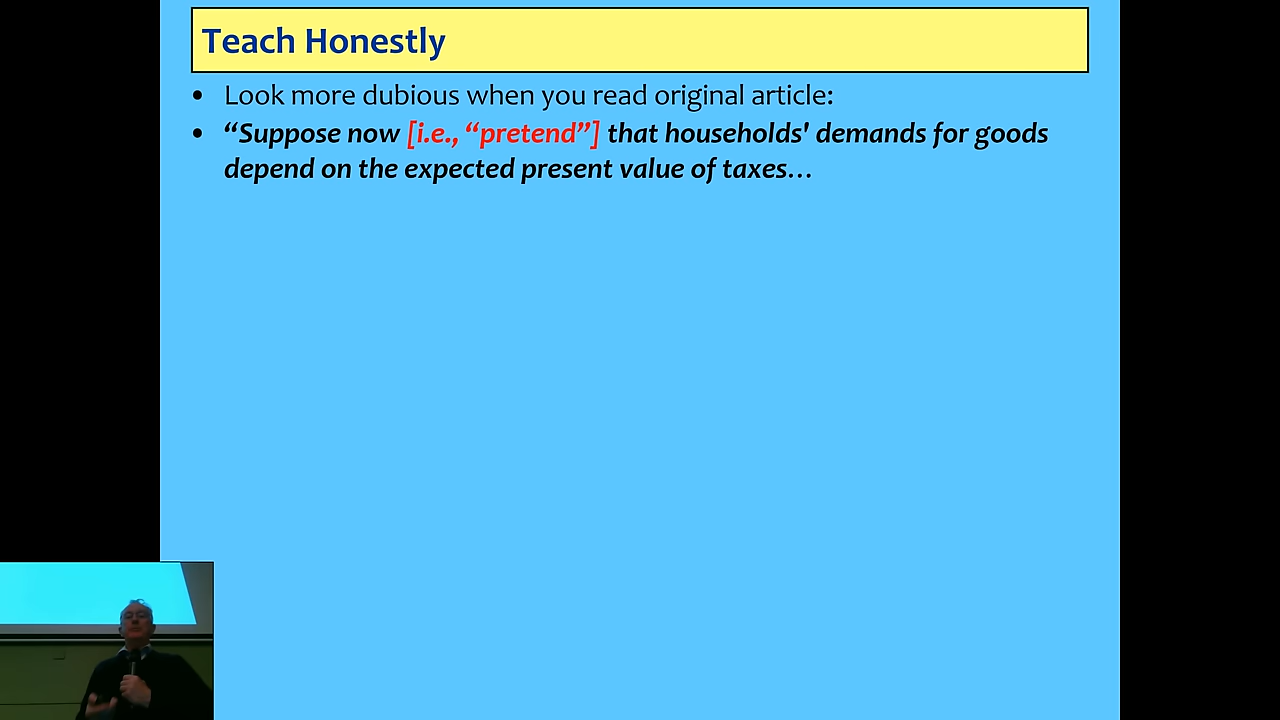 Teach Honestly
• Look more dubious when you read original article:
• “Suppose now [i.e., “pretend”] that households' demands for goods
depend on the expected present value of taxes…